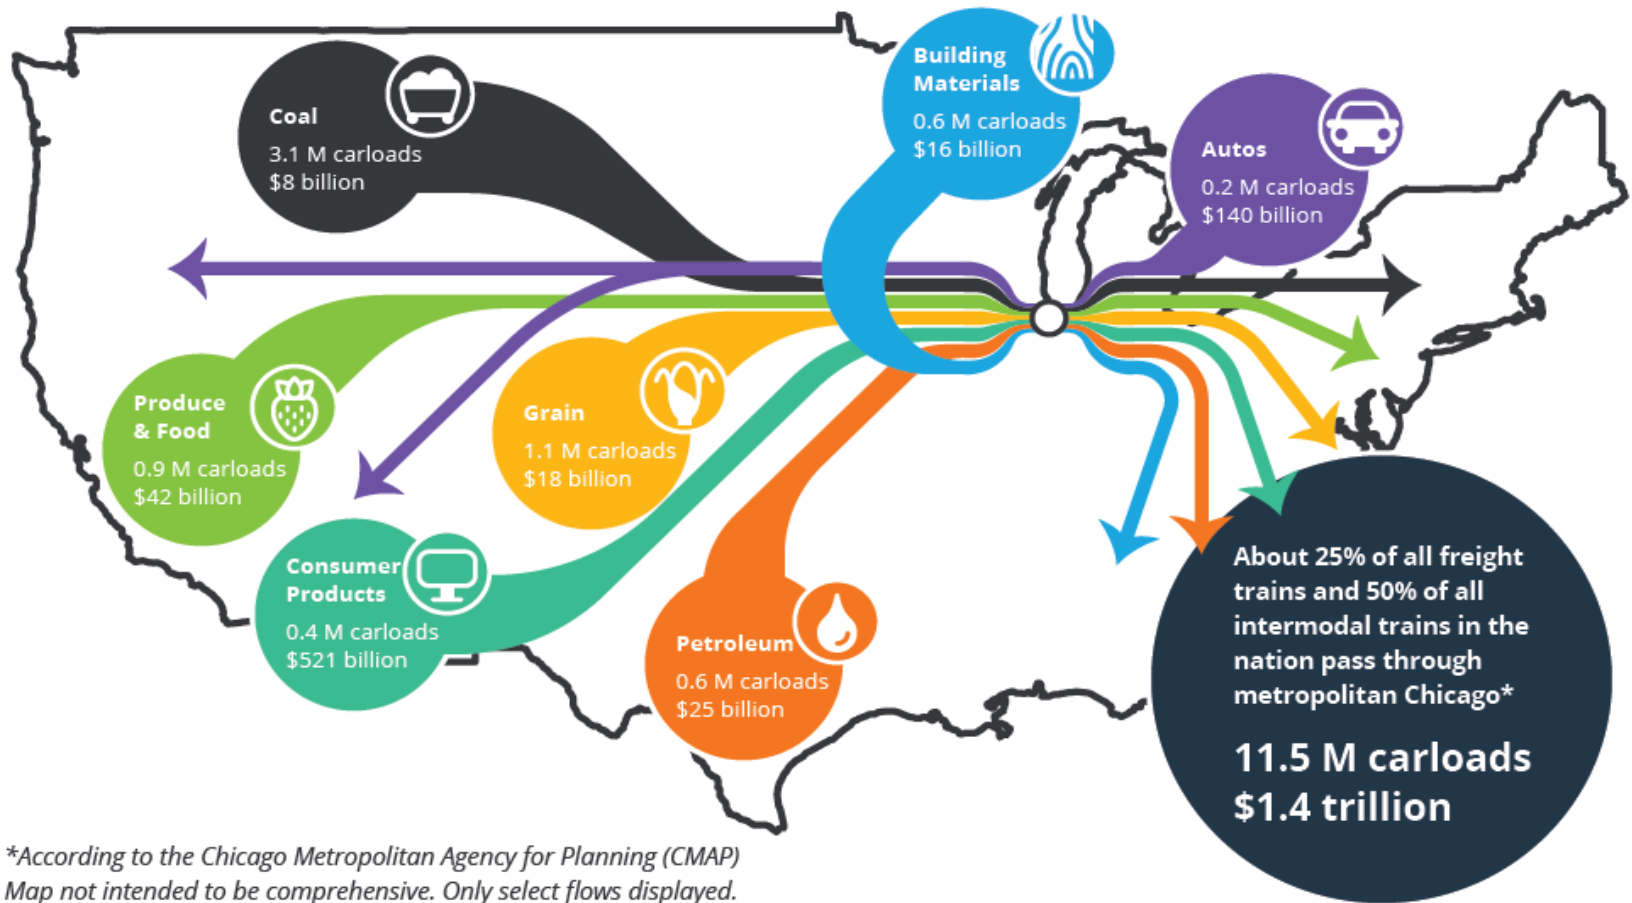 Coal
3.1 M carloads
$8 billion
Building
Materials
0.6 M carloads
$16 billion
Autos
0.2 M carloads
$140 billion
Produce
& Food
0.9 M carloads
$42 billion
Grain
1.1 M carloads
$18 billion
Consumer
Products
0.4 M carloads
$521 billion
Petroleum
0.6 M carloads
$25 billion
About 25% of all freight
trains and 50% of all
intermodal trains in the
nation pass through
metropolitan Chicago*
11.5 M carloads
$1.4 trillion
*According to the Chicago Metropolitan Agency for Planning (CMAP)
Map not intended to be comprehensive. Only select flows displayed.